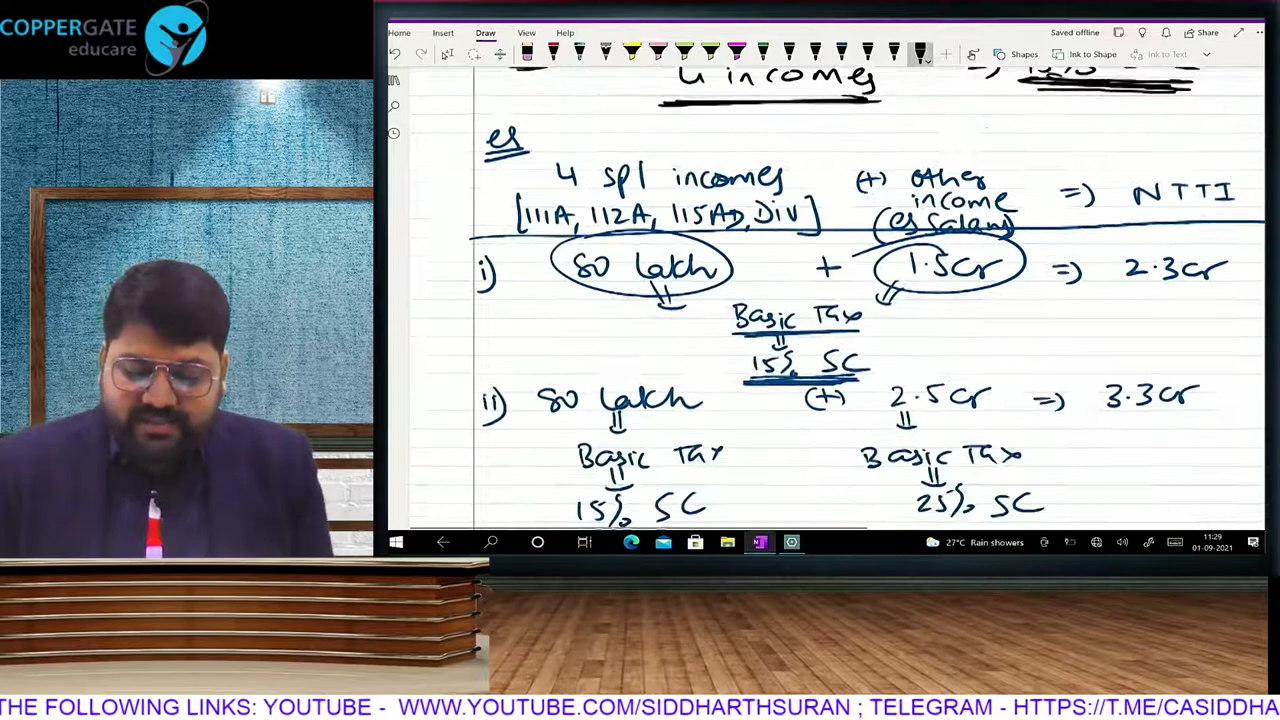 COPPERGATE
educare
Home Insert Draw View Help
Saved offline
Share
Shapes
Ink to Shape
Ink to Text
4 incomes =>
eg
4 spl incomes (+) other income => NTTI
[111A, 112A, 115AD, Div] (eg Salary)
i) 80 lakh + 1.5cr => 2.3cr
Basic Tax
15% SC
ii) 80 lakh (+) 2.5cr => 3.3cr
Basic Tax Basic Tax
15% SC 25% SC
27°C Rain showers
11:29
01-09-2021
THE FOLLOWING LINKS: YOUTUBE - WWW.YOUTUBE.COM/SIDDHARTHSURAN ; TELEGRAM - HTTPS://T.ME/CASIDDHA